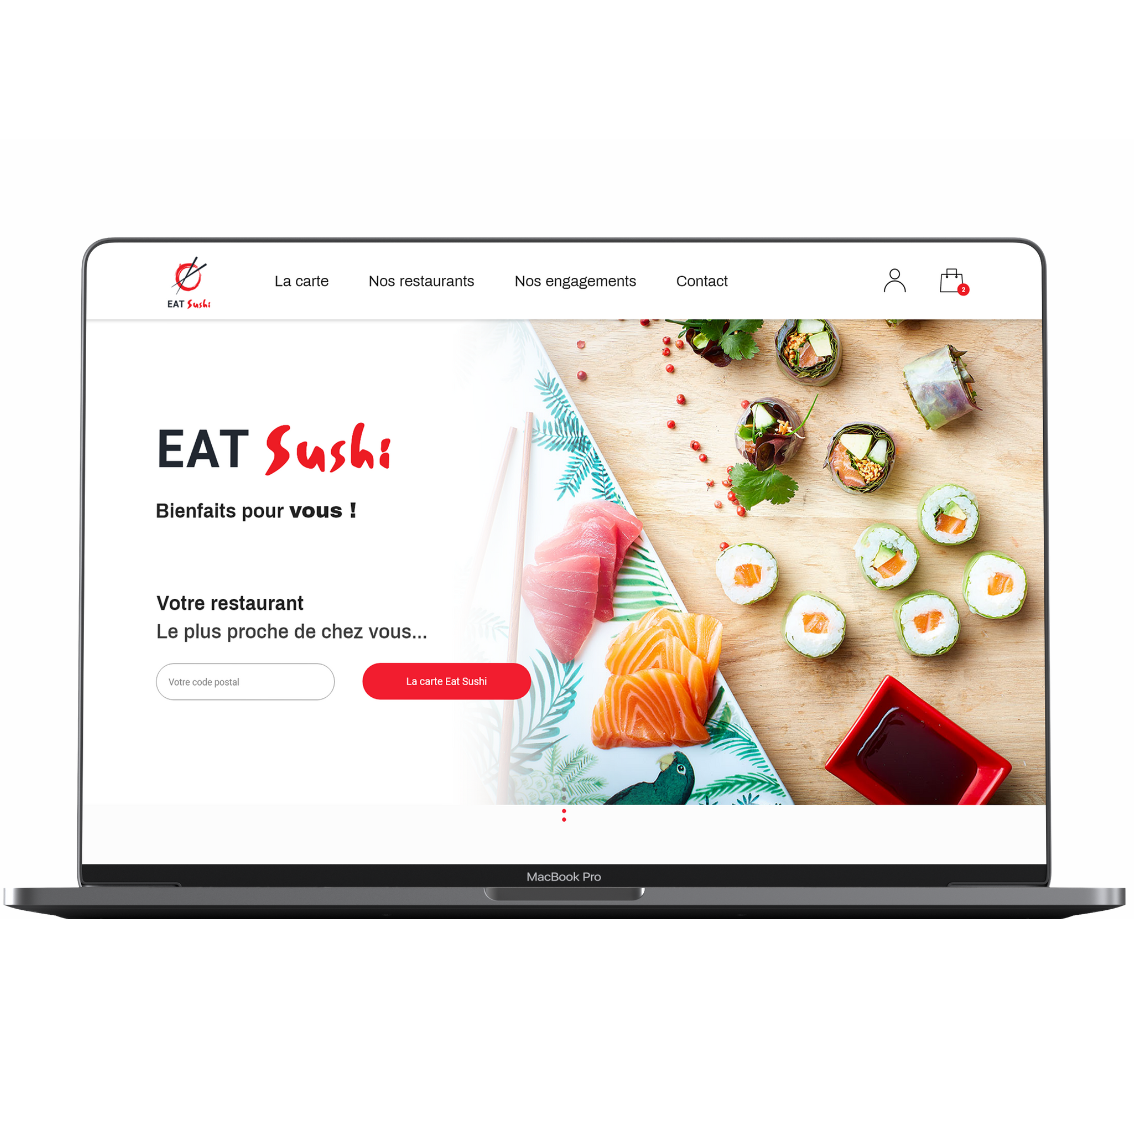 EAT Sushi
La carte
Nos restaurants
Nos engagements
Contact
2
EAT Sushi
Bienfaits pour vous !
Votre restaurant
Le plus proche de chez vous...
Votre code postal
La carte Eat Sushi
MacBook Pro